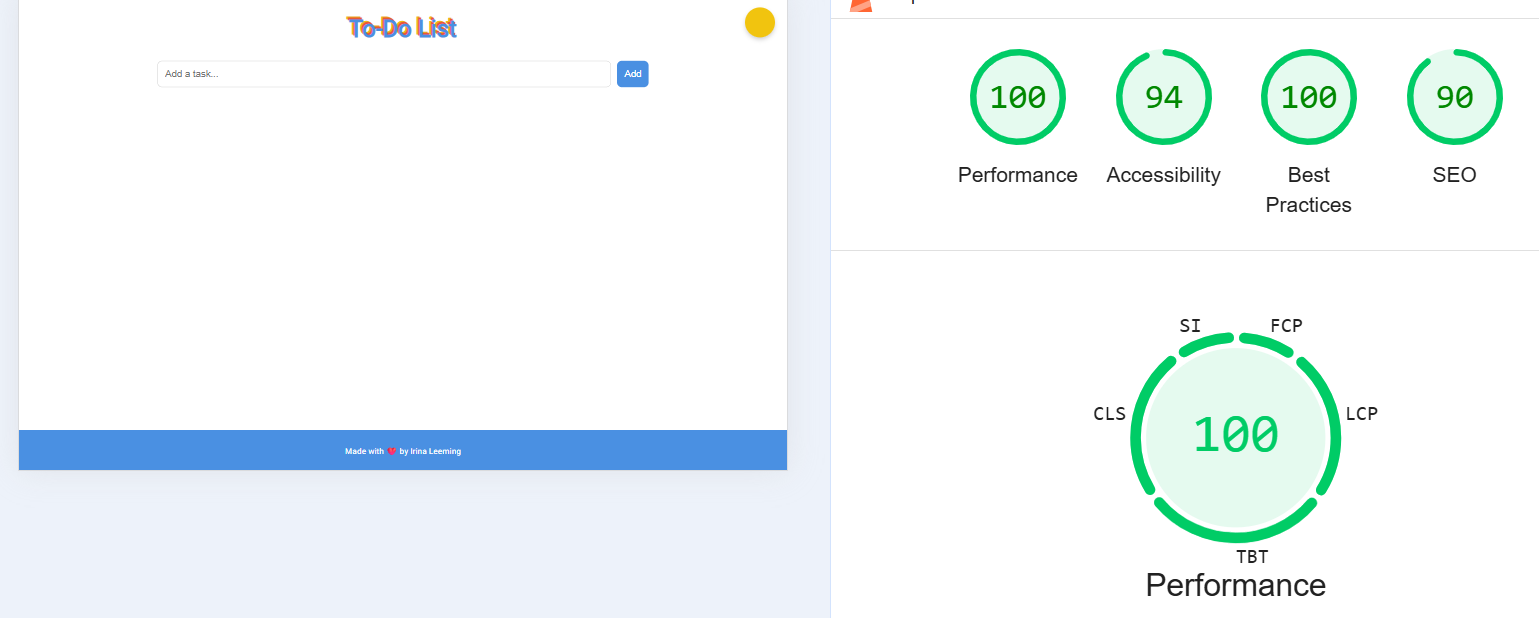 To-Do List
Add a task...
Add
Made with ❤️ by Irina Leeming
100
94
100
90
Performance
Accessibility
Best
Practices
SEO
SI
FCP
CLS
LCP
100
TBT
Performance